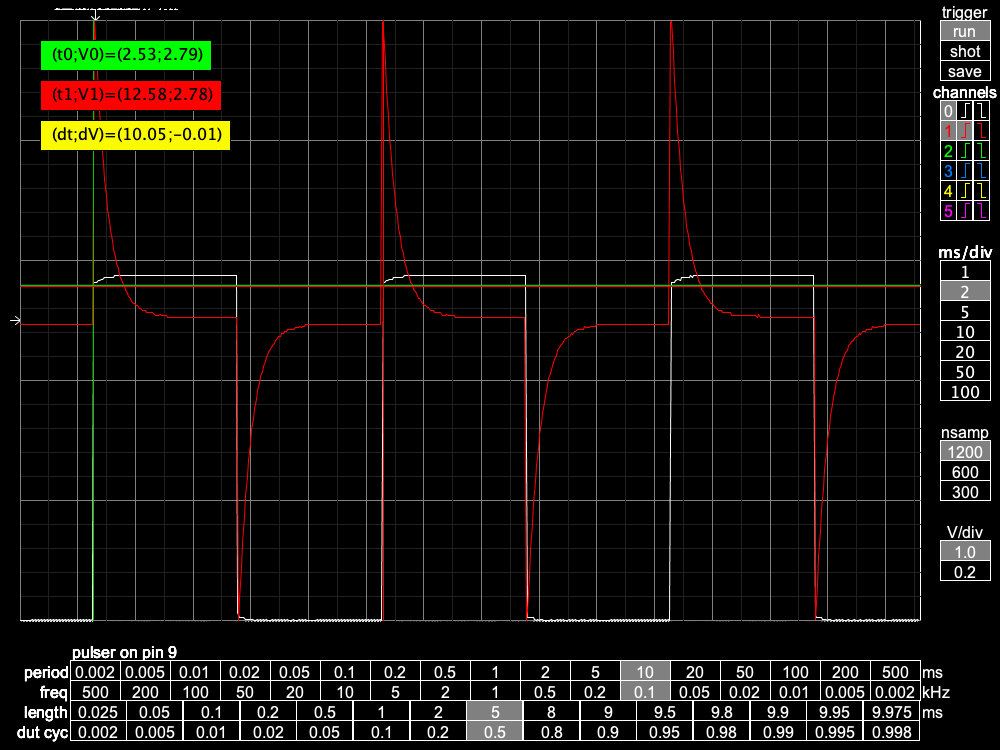 trigger
run
shot
save
(t0;V0)=(2.53;2.79)
(t1;V1)=(12.58;2.78)
(dt;dV)=(10.05;−0.01)
channels
0
1
2
3
4
5
ms/div
1
2
5
10
20
50
100
nsamp
1200
600
300
V/div
1.0
0.2
pulser on pin 9
period 0.002 0.005 0.01 0.02 0.05 0.1 0.2 0.5 1 2 5 10 20 50 100 200 500 ms
freq 500 200 100 50 20 10 5 2 1 0.5 0.2 0.1 0.05 0.02 0.01 0.005 0.002 kHz
length 0.025 0.05 0.1 0.2 0.5 1 2 5 8 9 9.5 9.8 9.9 9.95 9.975 ms
dut cyc 0.002 0.005 0.01 0.02 0.05 0.1 0.2 0.5 0.8 0.9 0.95 0.98 0.99 0.995 0.998